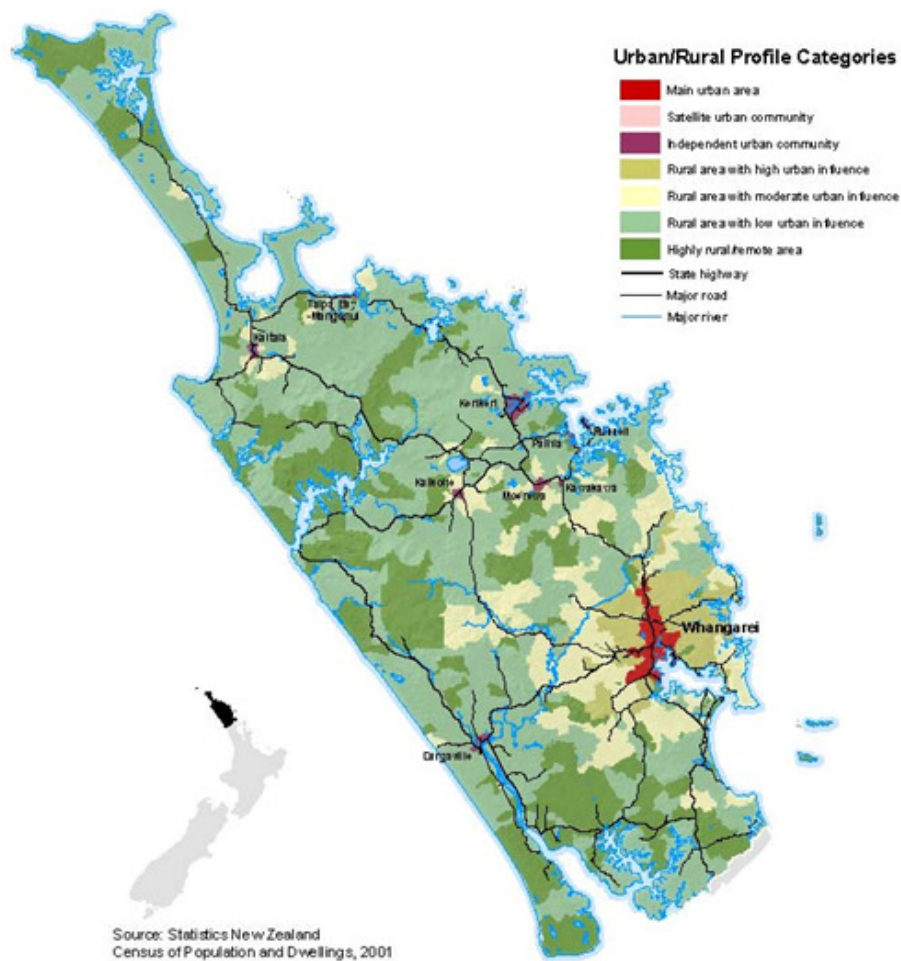 Urban/Rural Profile Categories
Main urban area
Satellite urban community
Independent urban community
Rural area with high urban influence
Rural area with moderate urban influence
Rural area with low urban influence
Highly rural/remote area
State highway
Major road
Major river
Taipa Bay
-Mangonui
Kaitaia
Kerikeri
Russell
Paihia
Kaikohe
Moerewa
Kawakawa
Whangarei
Dargaville
Source: Statistics New Zealand
Census of Population and Dwellings, 2001